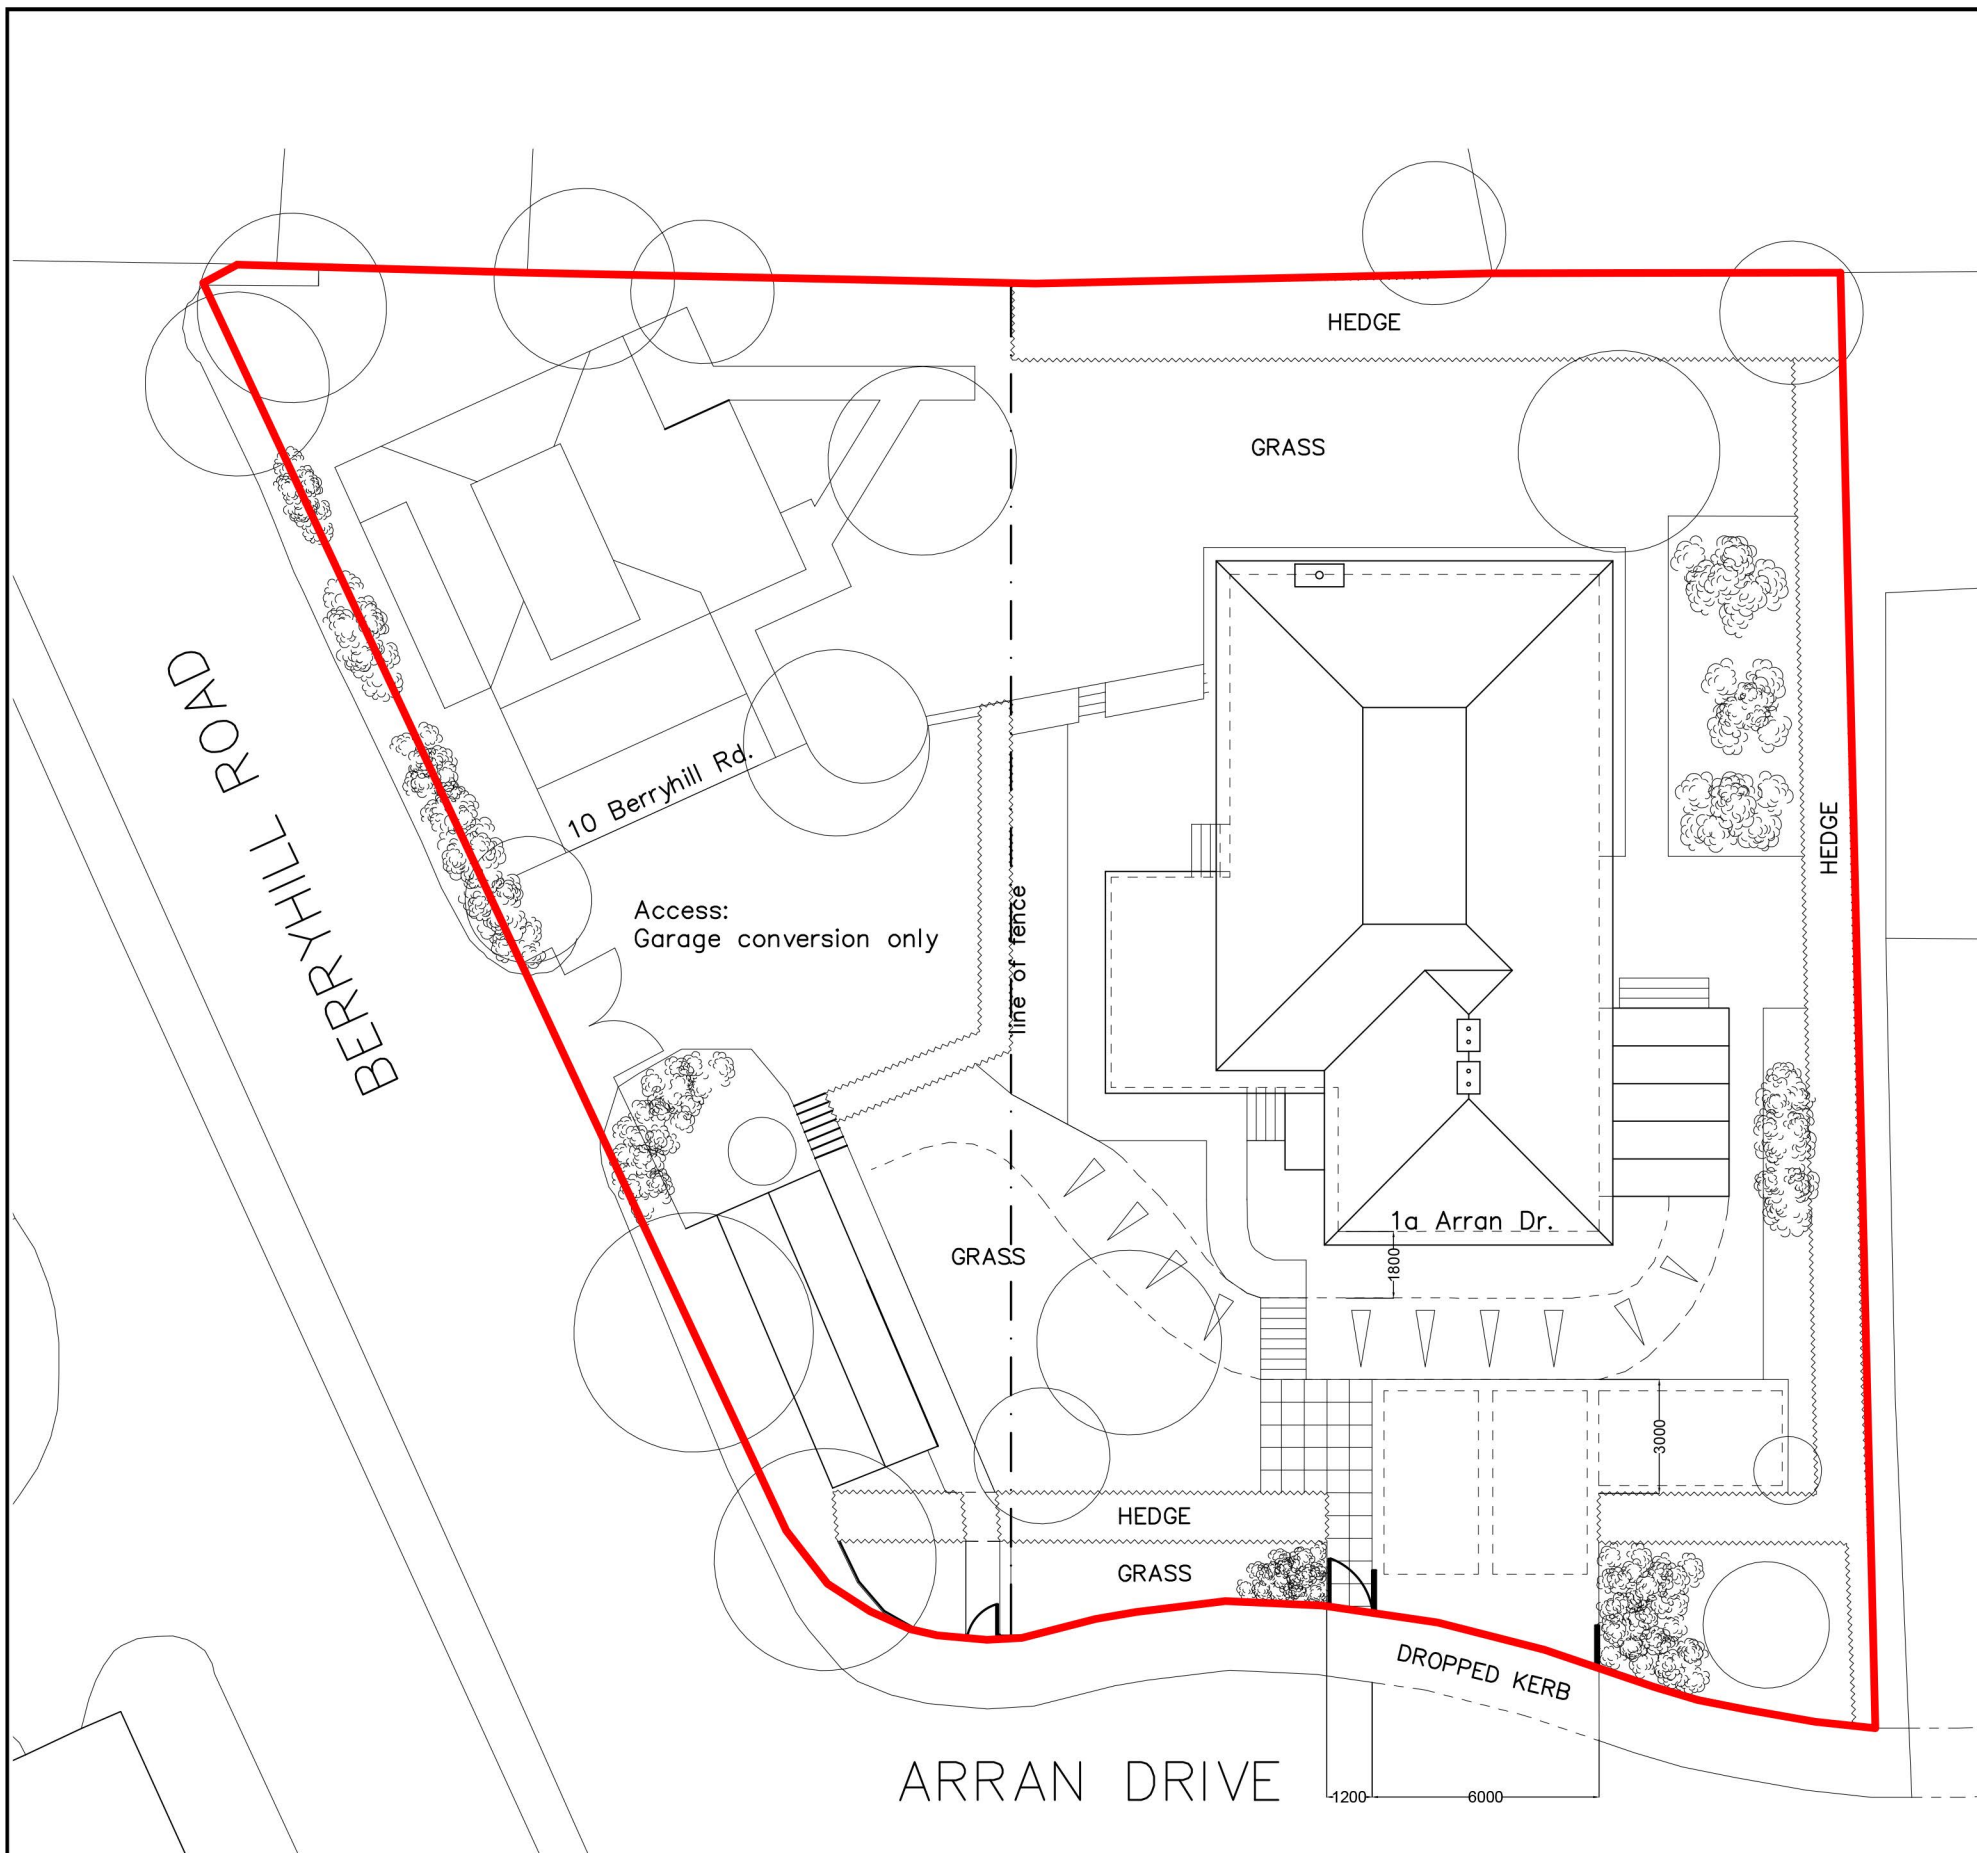 HEDGE
GRASS
BERRYHILL ROAD
10 Berryhill Rd.
HEDGE
Access:
Garage conversion only
line of fence
1a Arran Dr.
1800
GRASS
3000
HEDGE
GRASS
DROPPED KERB
ARRAN DRIVE
1200
6000